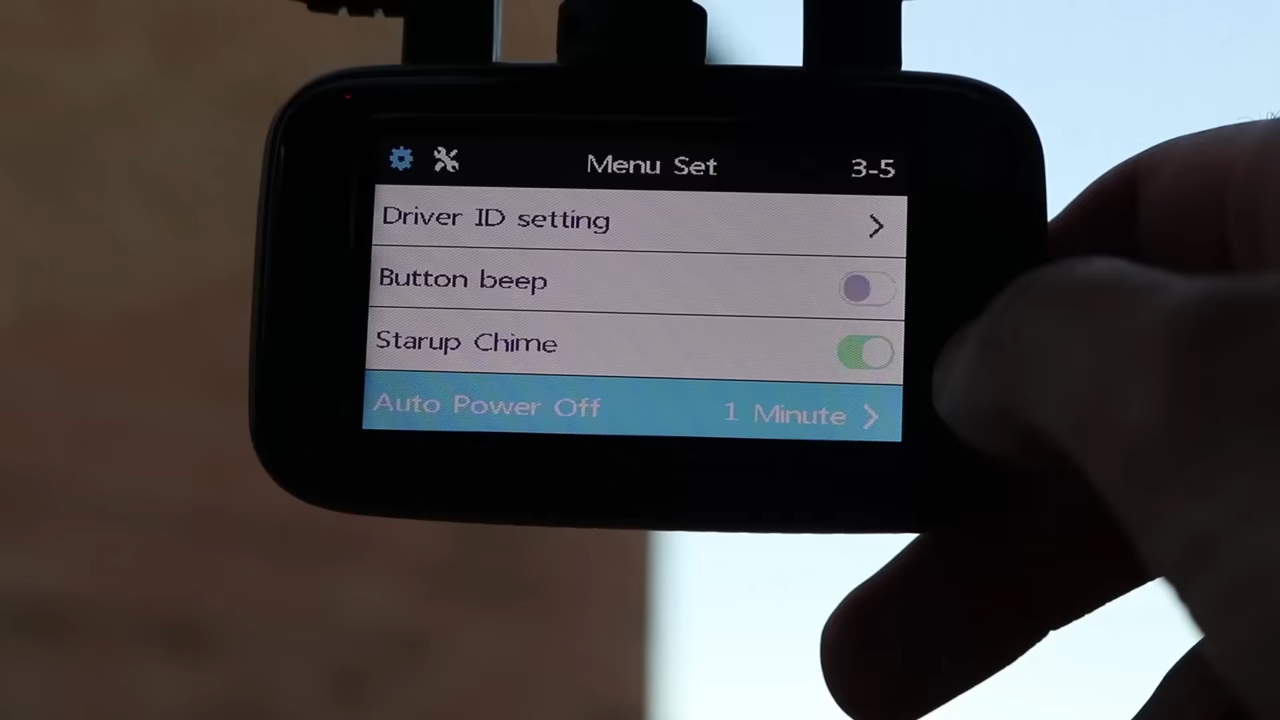 Menu Set 3-5
Driver ID setting
Button beep
Starup Chime
Auto Power Off 1 Minute